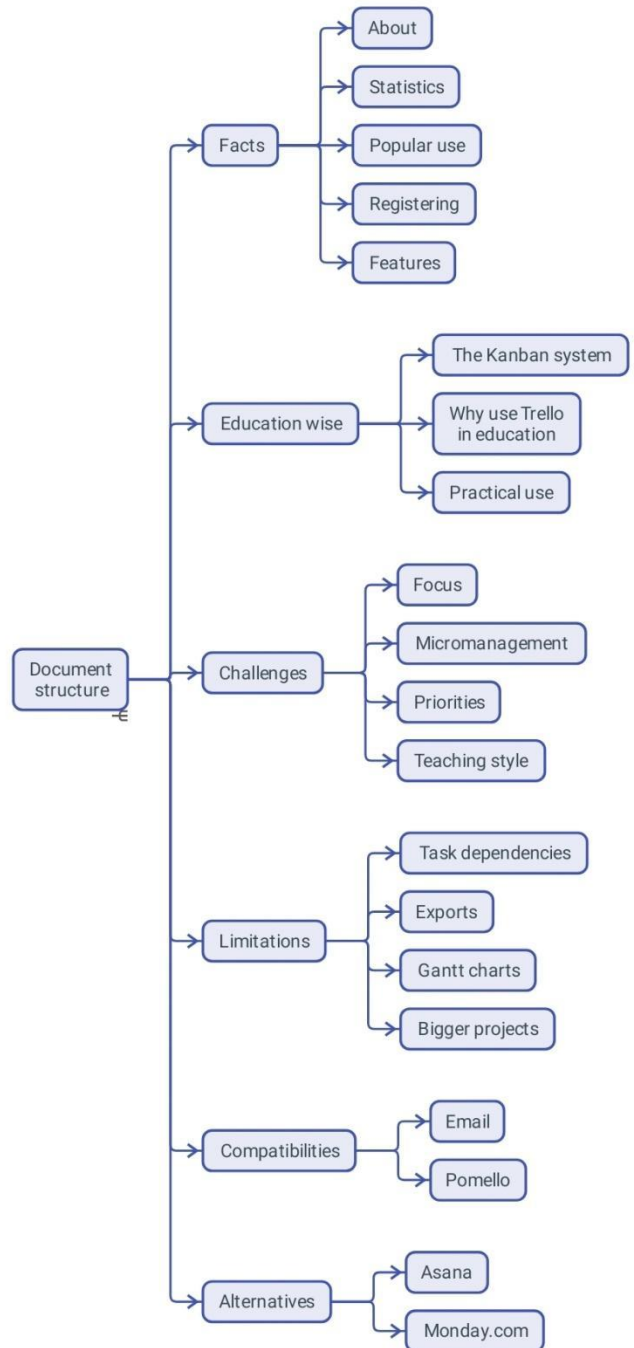 About
Statistics
Facts
Popular use
Registering
Features
The Kanban system
Education wise
Why use Trello
in education
Practical use
Focus
Micromanagement
Document
structure
Challenges
Priorities
Teaching style
Task dependencies
Exports
Limitations
Gantt charts
Bigger projects
Email
Compatibilities
Pomello
Asana
Alternatives
Monday.com